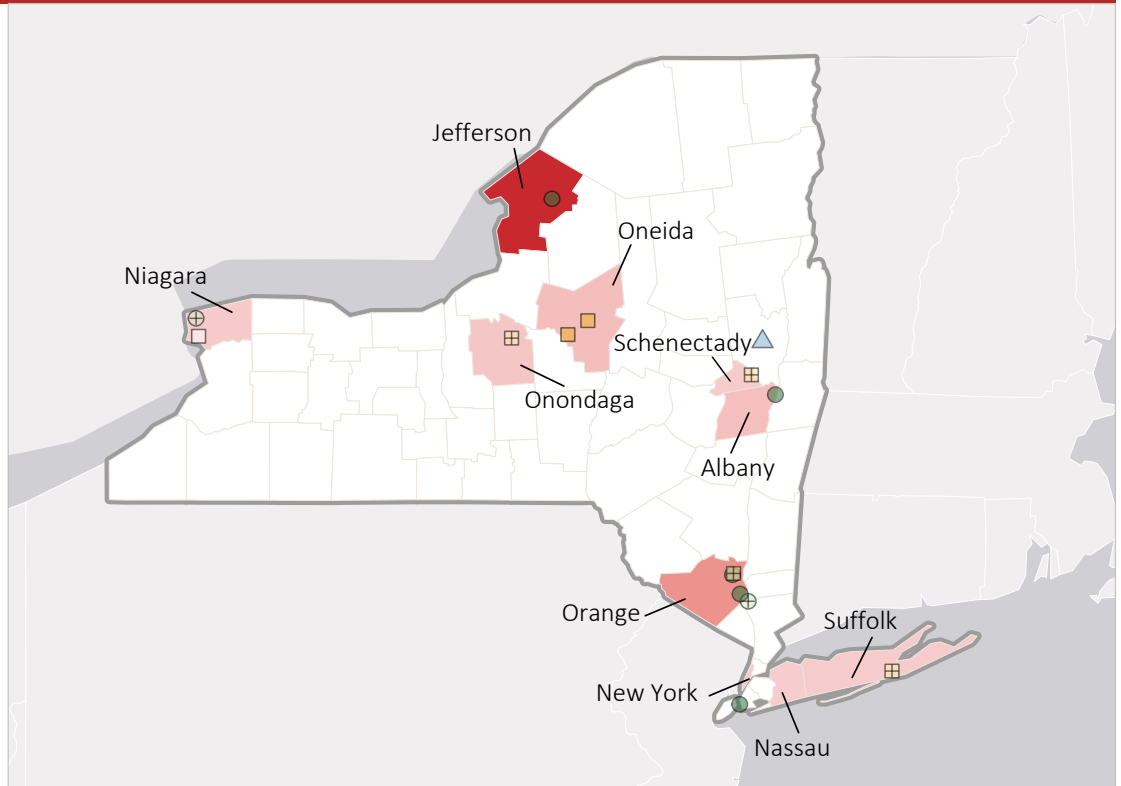 Jefferson
Oneida
Niagara
Schenectady
Onondaga
Albany
Orange
Suffolk
New York
Nassau